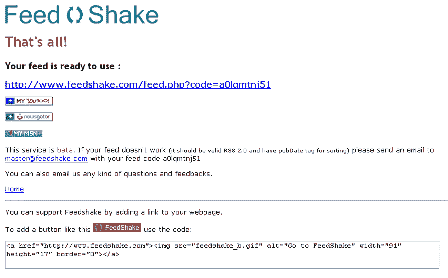 Feed Shake
That's all!
Your feed is ready to use :
http://www.feedshake.com/feed.php?code=a0lqmtnj51
MY YAHOO!
newsgator
MY MSN
This service is beta. If your feed doesn't work (it should be valid RSS 2.0 and have pubDate tag for sorting) please send an email to
master@feedshake.com with your feed code a0lqmtnj51
You can also email us any kind of questions and feedbacks.
Home
You can support Feedshake by adding a link to your webpage.
To add a button like this FeedShake use the code:
<a href="http://www.feedshake.com"><img src="feedshake_b.gif" alt="Go to FeedShake" width="91"
height="17" border="0"></a>